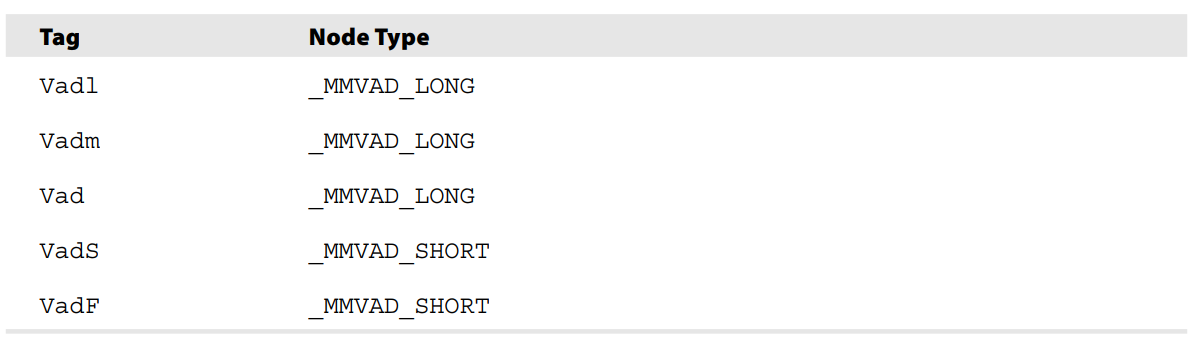 Tag Node Type
Vadl _MMVAD_LONG
Vadm _MMVAD_LONG
Vad _MMVAD_LONG
VadS _MMVAD_SHORT
VadF _MMVAD_SHORT